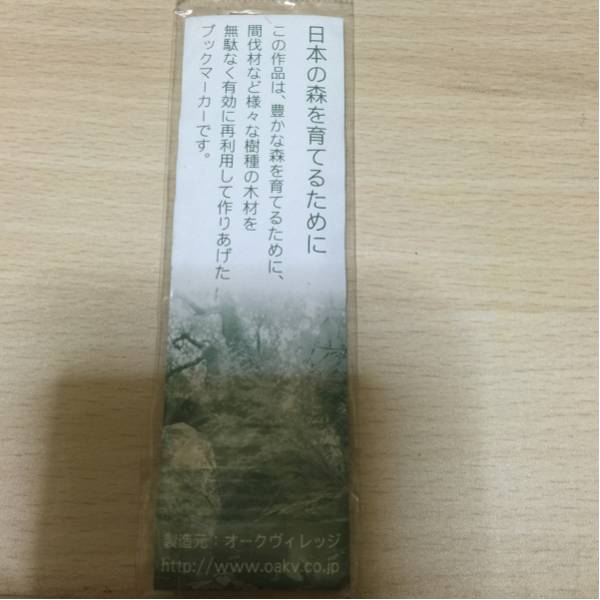 日本の森を育てるために
この作品は、豊かな森を育てるために、
間伐材など様々な樹種の木材を
無駄なく有効に再利用して作りあげた
ブックマーカーです。
製造元：オークヴィレッジ
http://www.oakv.co.jp